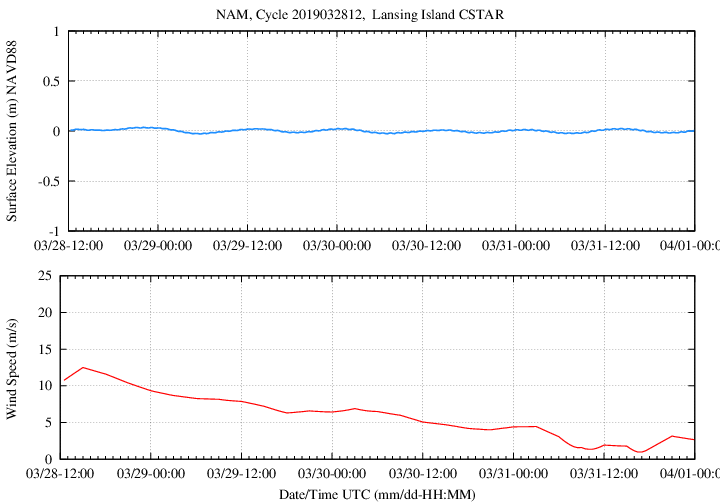 NAM, Cycle 2019032812,  Lansing Island CSTAR
Surface Elevation (m) NAVD88
1
0.5
0
-0.5
-1
03/28-12:00 03/29-00:00 03/29-12:00 03/30-00:00 03/30-12:00 03/31-00:00 03/31-12:00 04/01-00:00
Wind Speed (m/s)
25
20
15
10
5
0
03/28-12:00 03/29-00:00 03/29-12:00 03/30-00:00 03/30-12:00 03/31-00:00 03/31-12:00 04/01-00:00
Date/Time UTC (mm/dd-HH:MM)